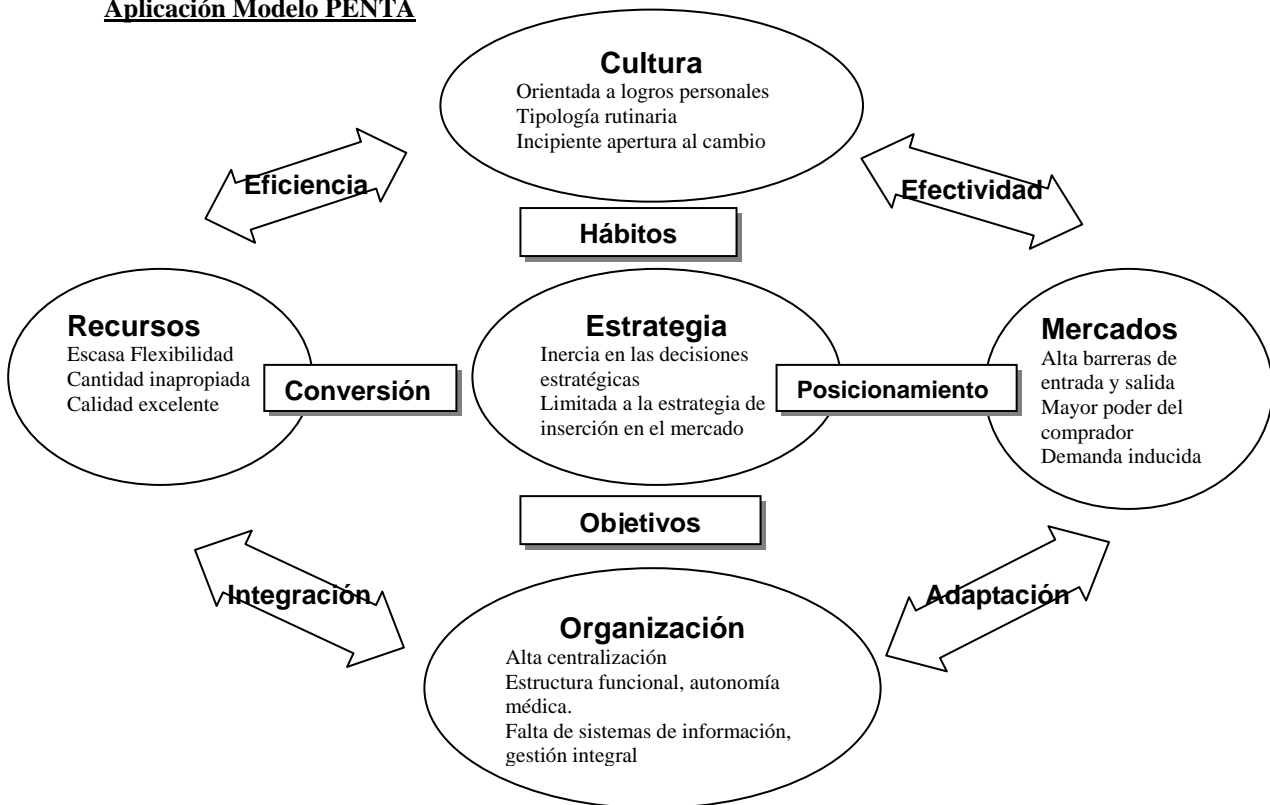 Aplicación Modelo PENTA
Cultura
Orientada a logros personales
Tipología rutinaria
Incipiente apertura al cambio
Eficiencia
Efectividad
Hábitos
Recursos
Escasa Flexibilidad
Cantidad inapropiada
Calidad excelente
Conversión
Estrategia
Inercia en las decisiones
estratégicas
Limitada a la estrategia de
inserción en el mercado
Posicionamiento
Mercados
Alta barreras de
entrada y salida
Mayor poder del
comprador
Demanda inducida
Objetivos
Integración
Adaptación
Organización
Alta centralización
Estructura funcional, autonomía
médica.
Falta de sistemas de información,
gestión integral